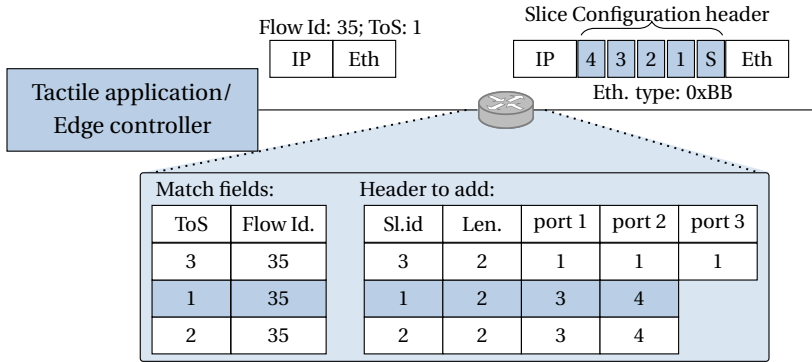 Flow Id: 35; ToS: 1
Slice Configuration header
IP Eth
IP 4 3 2 1 S Eth
Eth. type: 0xBB
Tactile application/
Edge controller
Match fields:
ToS Flow Id.
3 35
1 35
2 35
Header to add:
Sl.id Len. port 1 port 2 port 3
3 2 1 1 1
1 2 3 4
2 2 3 4